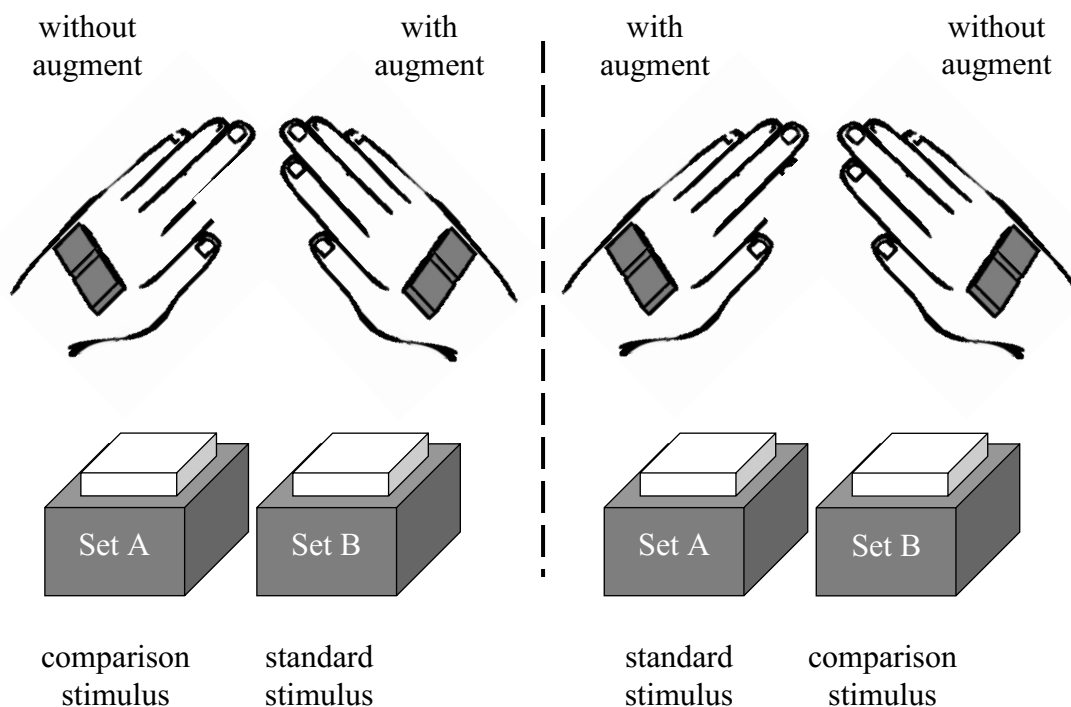 without
augment
with
augment
with
augment
without
augment
Set A
Set B
Set A
Set B
comparison
stimulus
standard
stimulus
standard
stimulus
comparison
stimulus